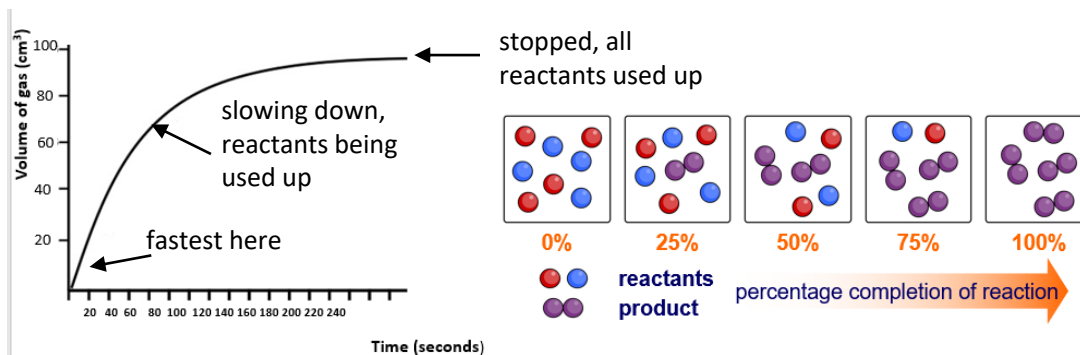 Volume of gas (cm³)
100
80
60
40
20
20 40 60 80 100 120 140 160 180 200 220 240
Time (seconds)
fastest here
slowing down,
reactants being
used up
stopped, all
reactants used up
0% 25% 50% 75% 100%
reactants
product
percentage completion of reaction